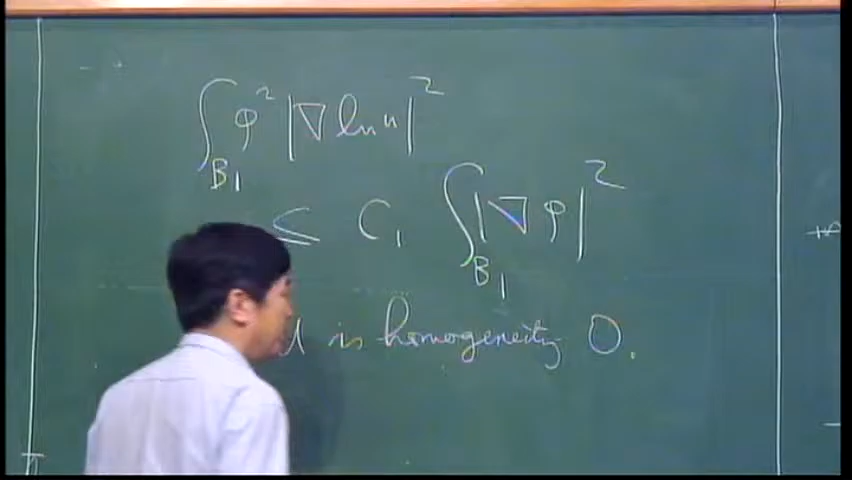 ∫_{B_1} φ² |∇ ln u|²
≤ C_1 ∫_{B_1} |∇φ|²
u is homogeneity 0.